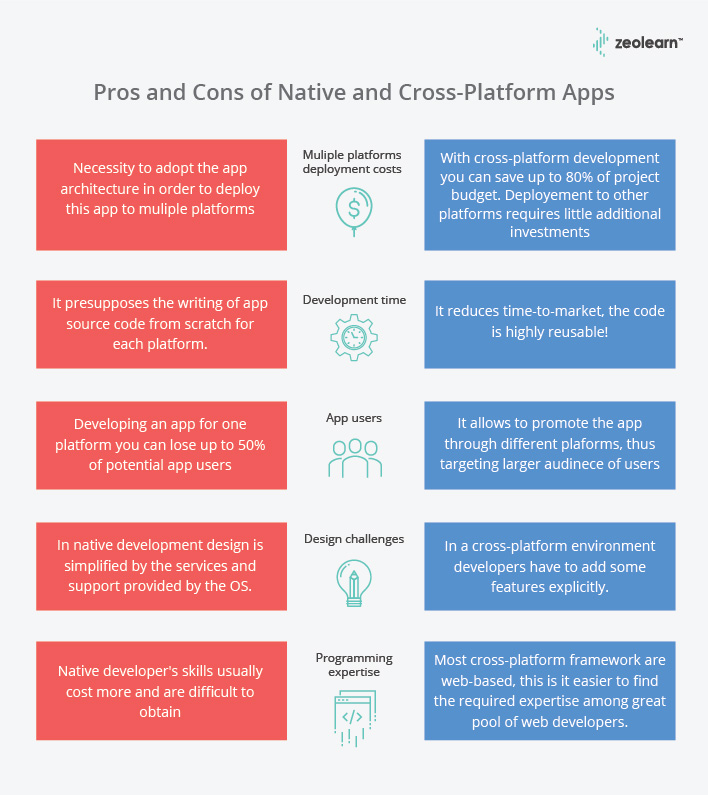 zeolearn™
Pros and Cons of Native and Cross-Platform Apps
Necessity to adopt the app
architecture in order to deploy
this app to muliple platforms
Muliple platforms
deployment costs
$
With cross-platform development
you can save up to 80% of project
budget. Deployement to other
platforms requires little additional
investments
It presupposes the writing of app
source code from scratch for
each platform.
Development time
It reduces time-to-market, the code
is highly reusable!
Developing an app for one
platform you can lose up to 50%
of potential app users
App users
It allows to promote the app
through different plaforms, thus
targeting larger audinece of users
In native development design is
simplified by the services and
support provided by the OS.
Design challenges
In a cross-platform environment
developers have to add some
features explicitly.
Native developer's skills usually
cost more and are difficult to
obtain
Programming
expertise
</>
Most cross-platform framework are
web-based, this is it easier to find
the required expertise among great
pool of web developers.